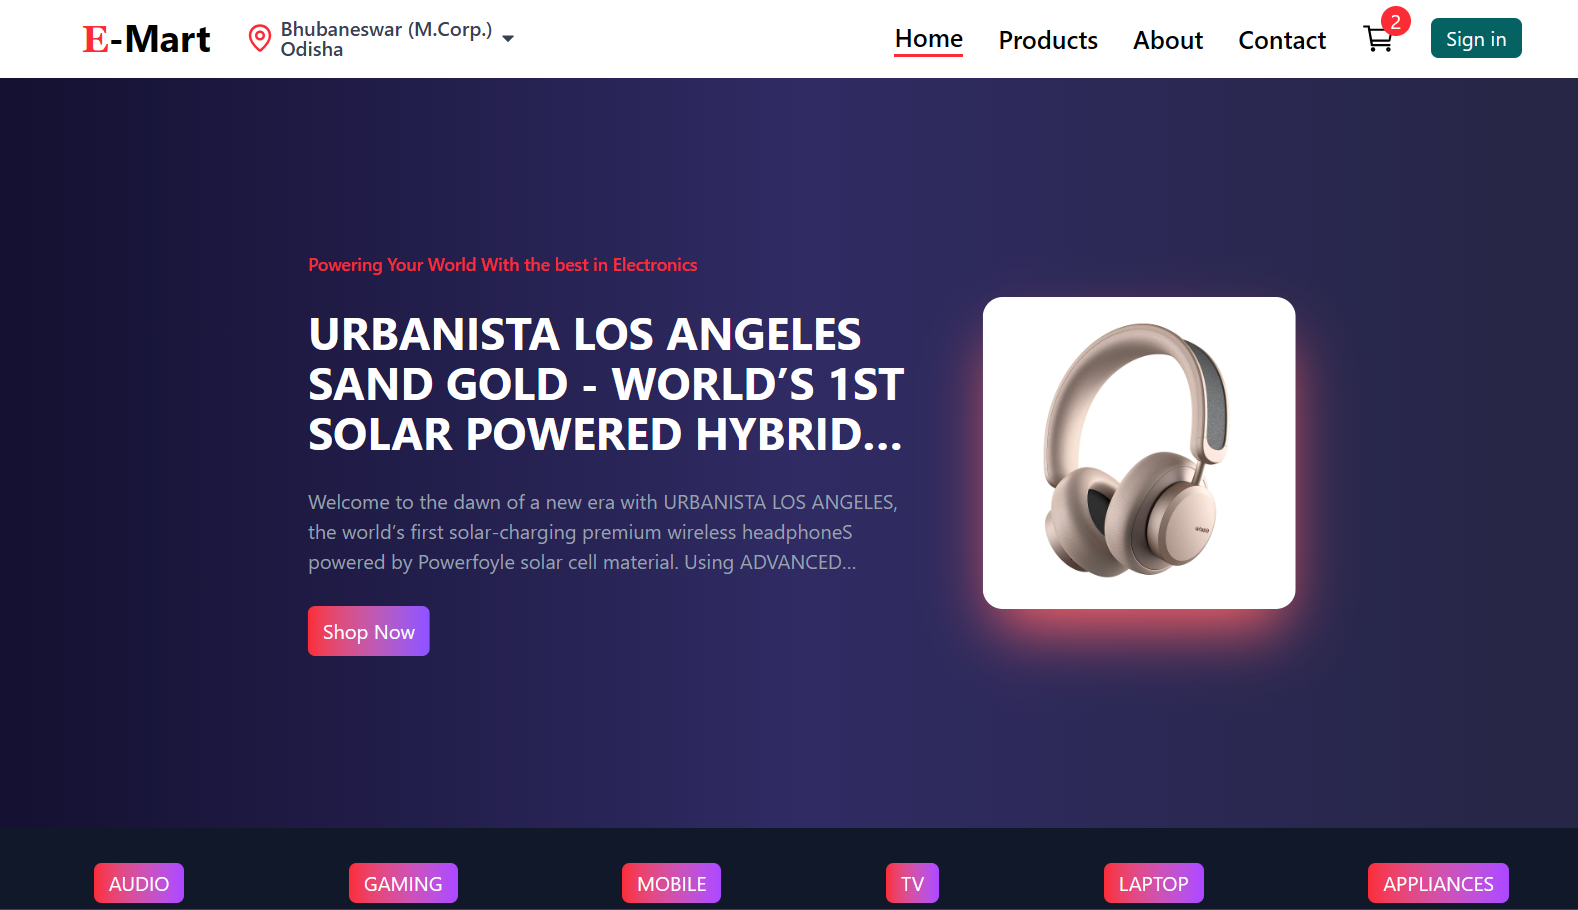 E-Mart
Bhubaneswar (M.Corp.)
Odisha
Home
Products
About
Contact
2
Sign in
Powering Your World With the best in Electronics
URBANISTA LOS ANGELES
SAND GOLD - WORLD’S 1ST
SOLAR POWERED HYBRID...
Welcome to the dawn of a new era with URBANISTA LOS ANGELES,
the world’s first solar-charging premium wireless headphoneS
powered by Powerfoyle solar cell material. Using ADVANCED...
Shop Now
AUDIO
GAMING
MOBILE
TV
LAPTOP
APPLIANCES